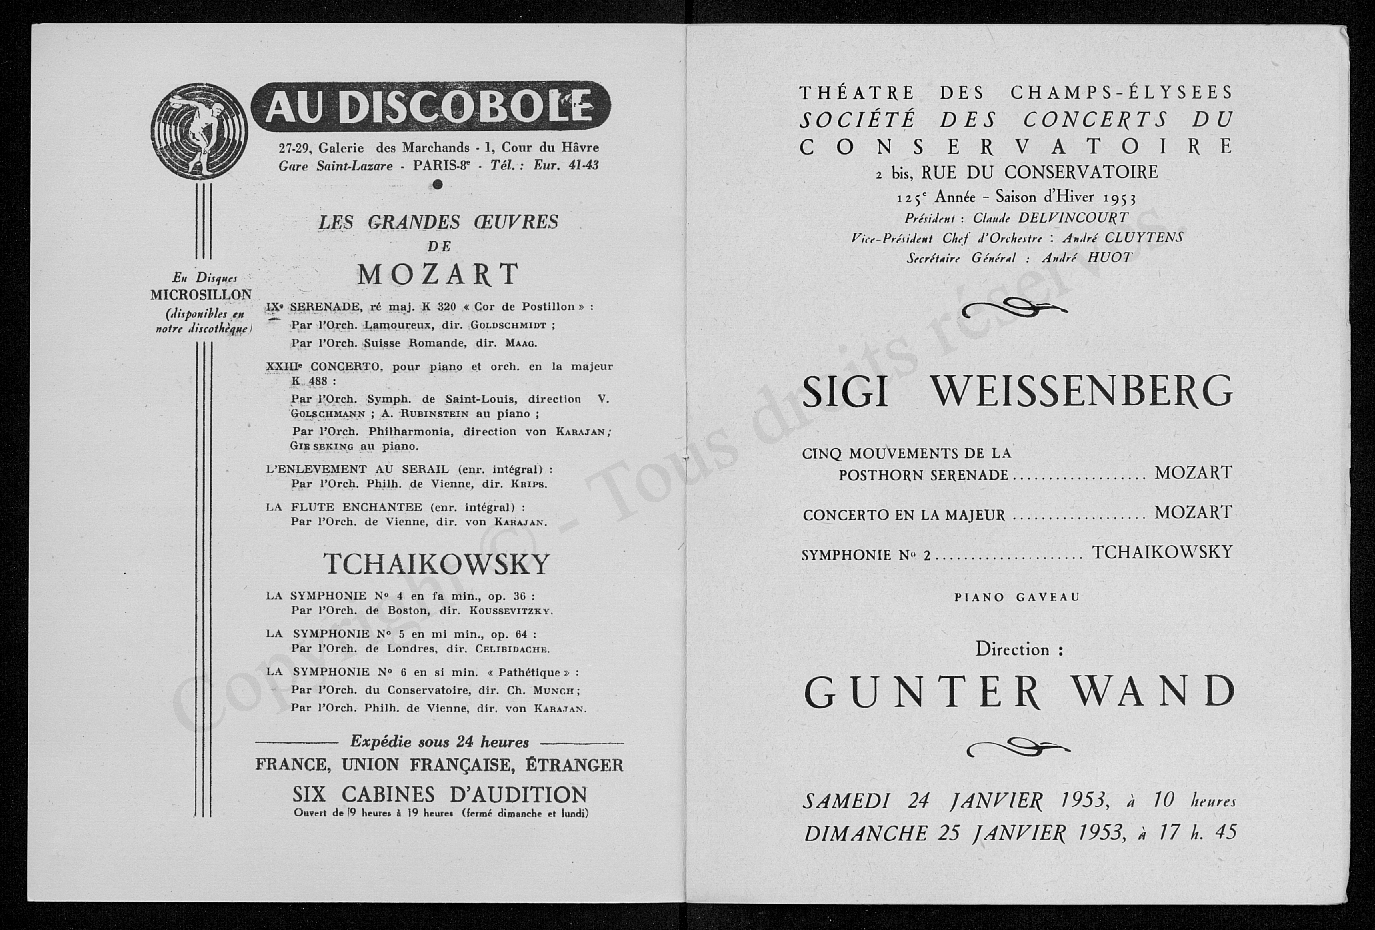 AU DISCOBOLE
27-29, Galerie des Marchands - 1, Cour du Hâvre
Gare Saint-Lazare - PARIS-8e - Tél. : Eur. 41-43
LES GRANDES ŒUVRES
DE
MOZART
En Disques
MICROSILLON
(disponibles en
notre discothèque)
IXe SERENADE, ré maj. K 320 « Cor de Postillon » :
Par l'Orch. Lamoureux, dir. GOLDSCHMIDT ;
Par l'Orch. Suisse Romande, dir. MAAG.
XXIIIe CONCERTO, pour piano et orch. en la majeur
K 488 :
Par l'Orch. Symph. de Saint-Louis, direction V.
GOLSCHMANN ; A. RUBINSTEIN au piano ;
Par l'Orch. Philharmonia, direction von KARAJAN;
GIESEKING au piano.
L'ENLEVEMENT AU SERAIL (enr. intégral) :
Par l'Orch. Philh. de Vienne, dir. KRIPS.
LA FLUTE ENCHANTEE (enr. intégral) :
Par l'Orch. de Vienne, dir. von KARAJAN.
TCHAIKOWSKY
LA SYMPHONIE No 4 en fa min., op. 36 :
Par l'Orch. de Boston, dir. KOUSSEVITZKY.
LA SYMPHONIE No 5 en mi min., op. 64 :
Par l'Orch. de Londres, dir. CELIBIDACHE.
LA SYMPHONIE No 6 en si min. « Pathétique » :
Par l'Orch. du Conservatoire, dir. Ch. MUNCH;
Par l'Orch. Philh. de Vienne, dir. von KARAJAN.
Expédie sous 24 heures
FRANCE, UNION FRANÇAISE, ÉTRANGER
SIX CABINES D'AUDITION
Ouvert de 9 heures à 19 heures (fermé dimanche et lundi)
THÉATRE DES CHAMPS-ÉLYSEES
SOCIÉTÉ DES CONCERTS DU
CONSERVATOIRE
2 bis, RUE DU CONSERVATOIRE
125e Année - Saison d'Hiver 1953
Président : Claude DELVINCOURT
Vice-Président Chef d'Orchestre : André CLUYTENS
Secrétaire Général : André HUOT
SIGI WEISSENBERG
CINQ MOUVEMENTS DE LA
POSTHORN SERENADE................... MOZART
CONCERTO EN LA MAJEUR ................... MOZART
SYMPHONIE No 2..................... TCHAIKOWSKY
PIANO GAVEAU
Direction :
GUNTER WAND
SAMEDI 24 JANVIER 1953, à 10 heures
DIMANCHE 25 JANVIER 1953, à 17 h. 45
Copyright © - Tous droits réservés